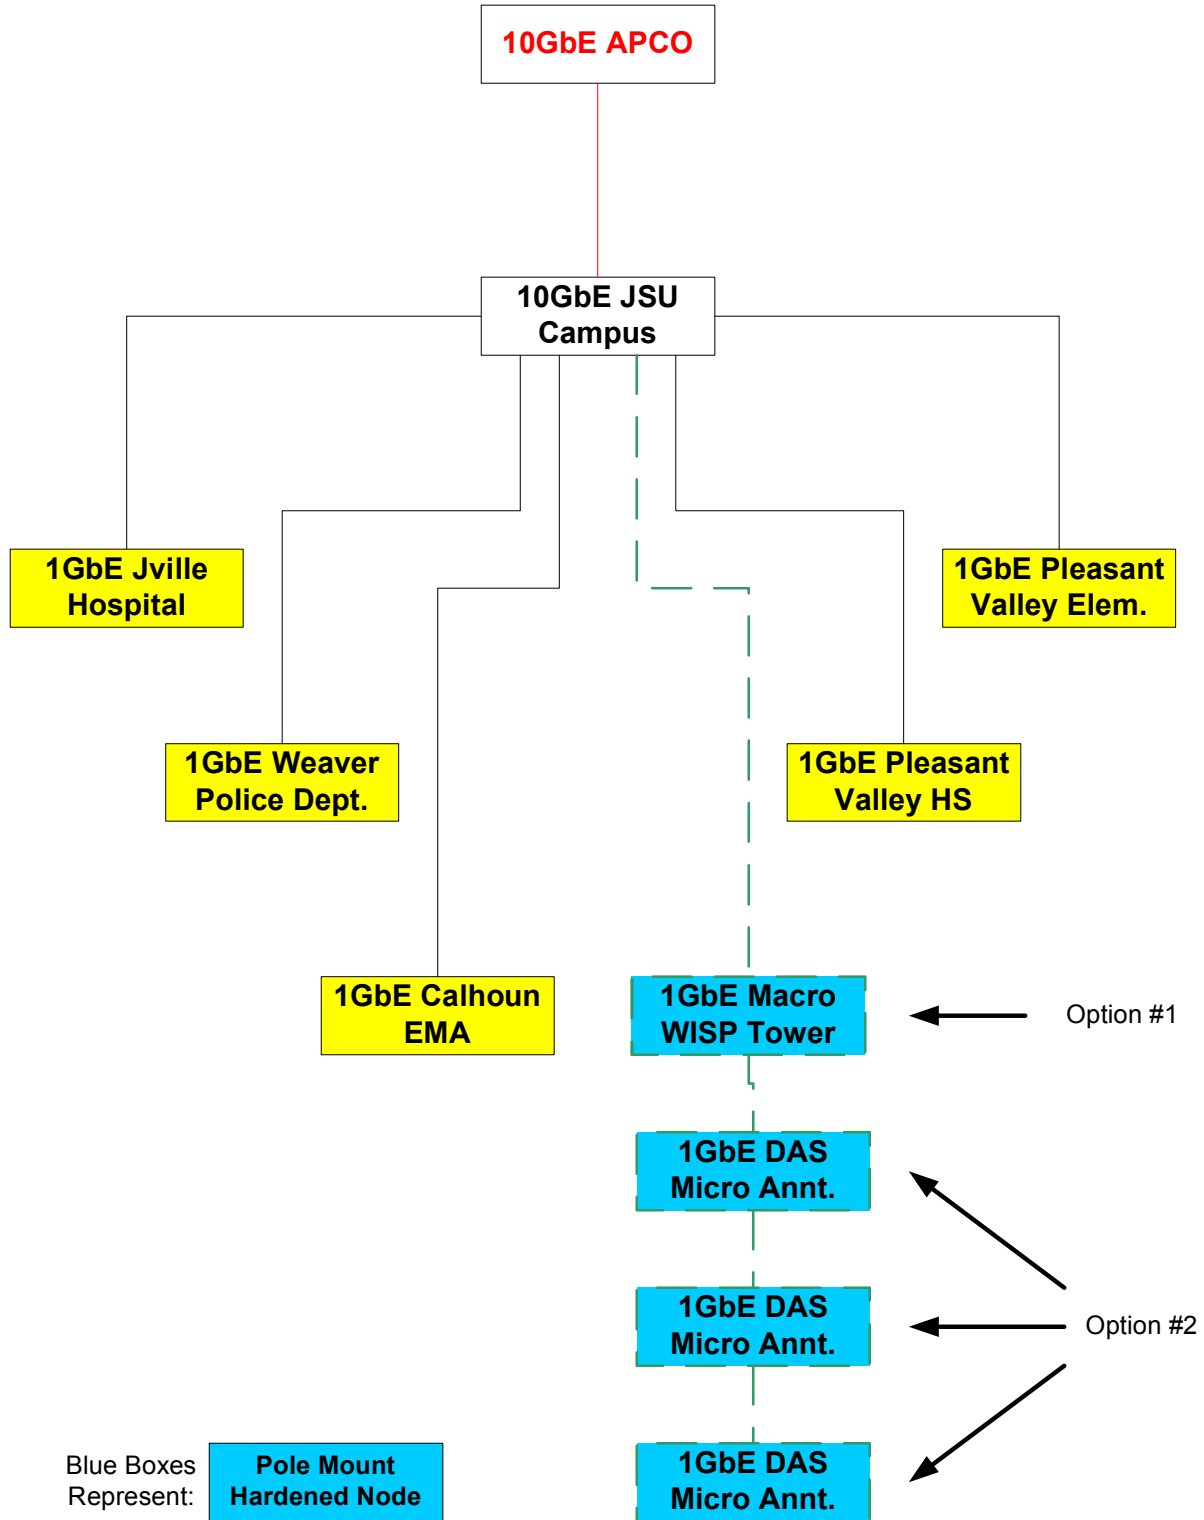 10GbE APCO
10GbE JSU
Campus
1GbE Jville
Hospital
1GbE Pleasant
Valley Elem.
1GbE Weaver
Police Dept.
1GbE Pleasant
Valley HS
1GbE Calhoun
EMA
1GbE Macro
WISP Tower
Option #1
1GbE DAS
Micro Annt.
1GbE DAS
Micro Annt.
Option #2
1GbE DAS
Micro Annt.
Blue Boxes
Represent:
Pole Mount
Hardened Node